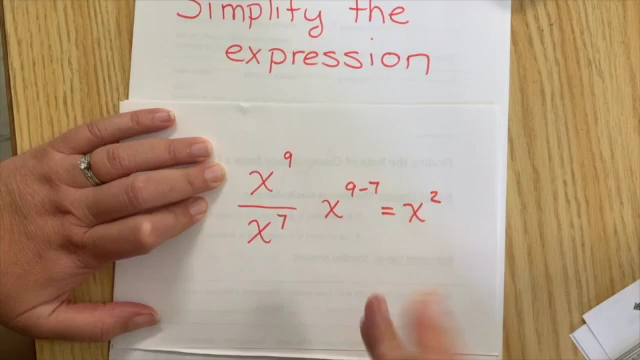 Simplify the
expression
x⁹/x⁷ x⁹⁻⁷ = x²